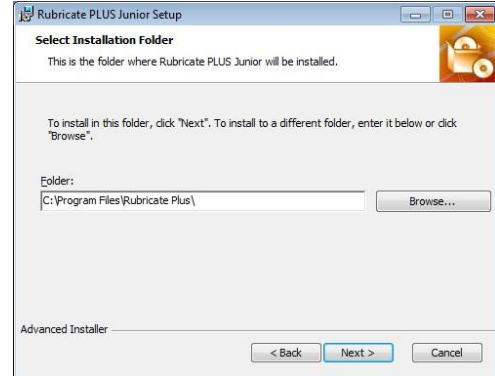 Rubricate PLUS Junior Setup
Select Installation Folder
This is the folder where Rubricate PLUS Junior will be installed.
To install in this folder, click "Next". To install to a different folder, enter it below or click
"Browse".
Folder:
C:\Program Files\Rubricate Plus\
Browse...
Advanced Installer
< Back
Next >
Cancel